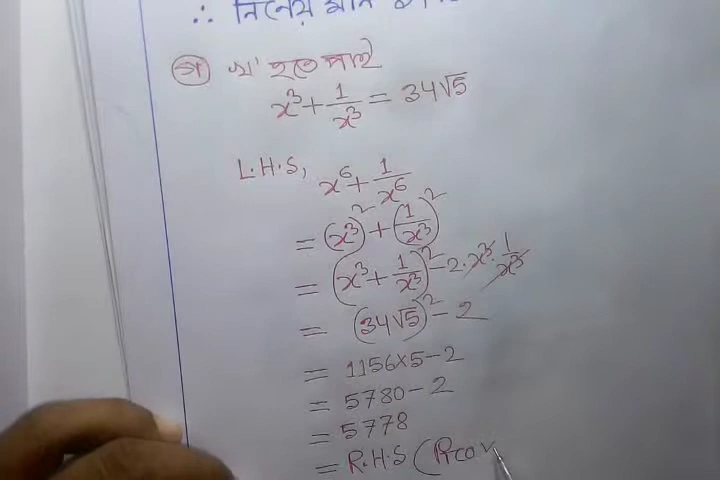 ∴ নির্ণেয় মান
গ 'খ' হতে পাই
x³ + 1/x³ = 34√5
L.H.S, x⁶ + 1/x⁶
= (x³)² + (1/x³)²
= (x³ + 1/x³)² - 2·x³·1/x³
= (34√5)² - 2
= 1156×5-2
= 5780-2
= 5778
= R.H.S (Prov